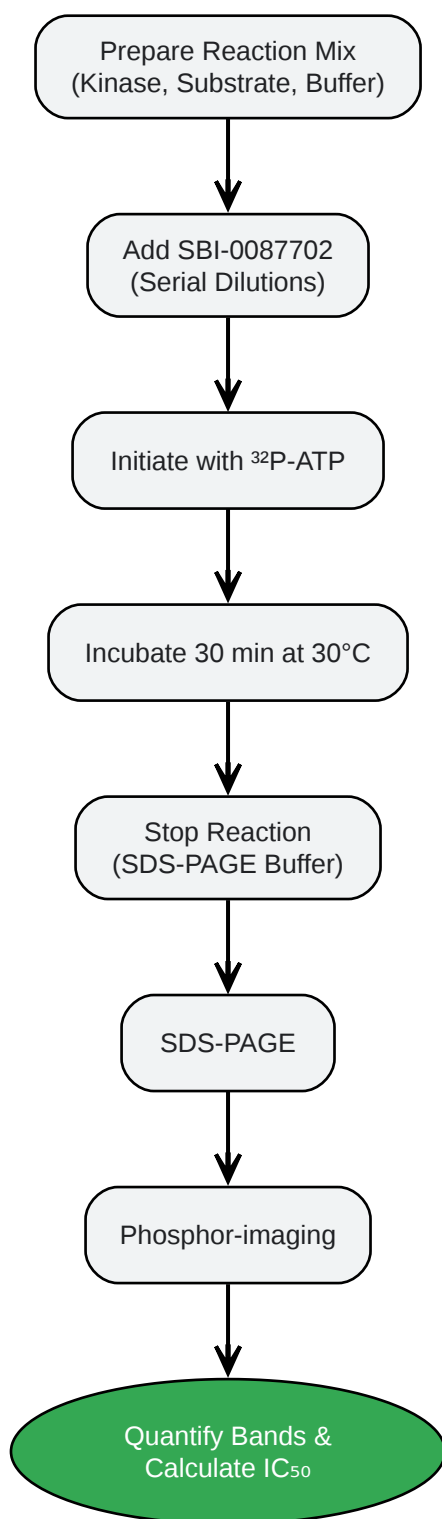 Prepare Reaction Mix
(Kinase, Substrate, Buffer)
Add SBI-0087702
(Serial Dilutions)
Initiate with ³²P-ATP
Incubate 30 min at 30°C
Stop Reaction
(SDS-PAGE Buffer)
SDS-PAGE
Phosphor-imaging
Quantify Bands &
Calculate IC₅₀